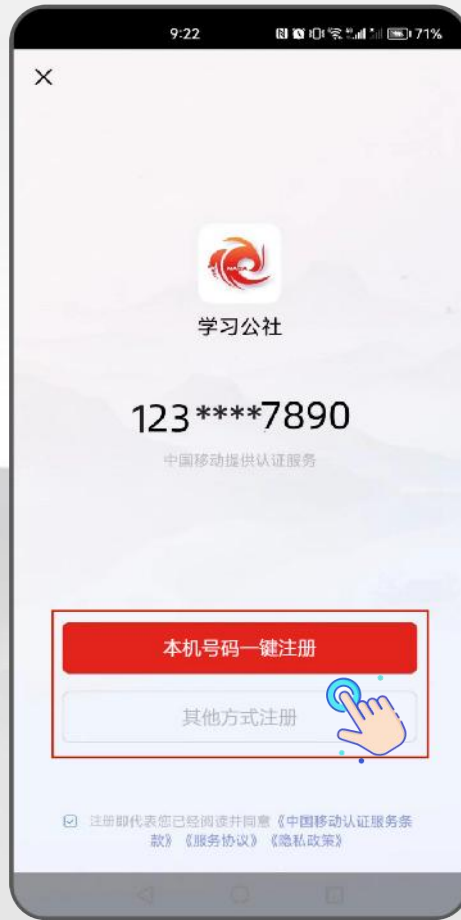 9:22
71%
学习公社
123****7890
中国移动提供认证服务
本机号码一键注册
其他方式注册
注册即代表您已经阅读并同意《中国移动认证服务条
款》《服务协议》《隐私政策》